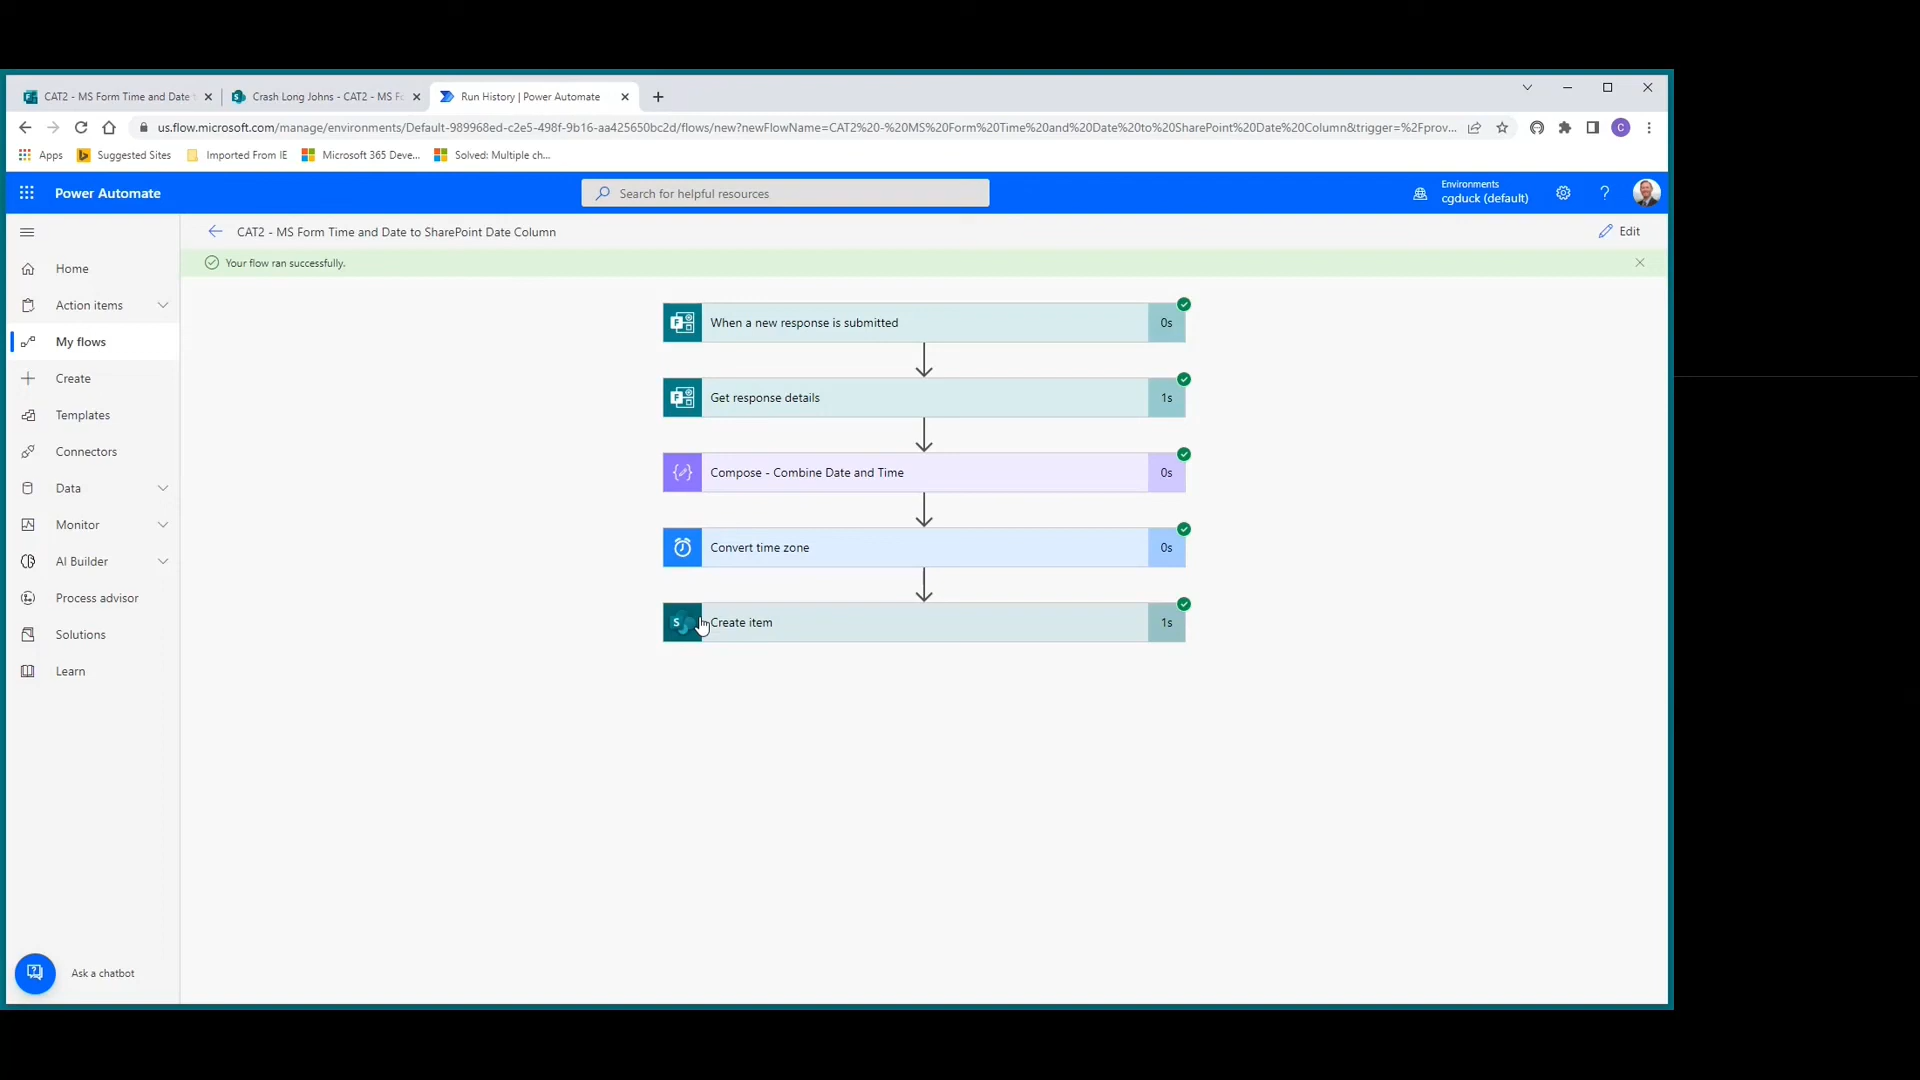 CAT2 - MS Form Time and Date
Crash Long Johns - CAT2 - MS Fo
Run History | Power Automate
us.flow.microsoft.com/manage/environments/Default-989968ed-c2e5-498f-9b16-aa425650bc2d/flows/new?newFlowName=CAT2%20-%20MS%20Form%20Time%20and%20Date%20to%20SharePoint%20Date%20Column&trigger=%2Fprov...
C
Apps
Suggested Sites
Imported From IE
Microsoft 365 Deve...
Solved: Multiple ch...
Power Automate
Search for helpful resources
Environments
cgduck (default)
?
CAT2 - MS Form Time and Date to SharePoint Date Column
Edit
Your flow ran successfully.
Home
Action items
My flows
Create
Templates
Connectors
Data
Monitor
AI Builder
Process advisor
Solutions
Learn
Ask a chatbot
When a new response is submitted
0s
Get response details
1s
Compose - Combine Date and Time
0s
Convert time zone
0s
Create item
1s